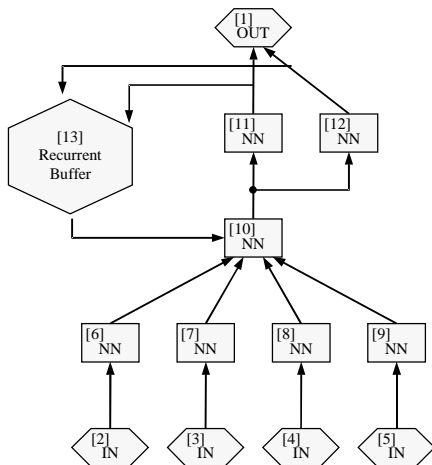 [1]
OUT
[13]
Recurrent
Buffer
[11]
NN
[12]
NN
[10]
NN
[6]
NN
[7]
NN
[8]
NN
[9]
NN
[2]
IN
[3]
IN
[4]
IN
[5]
IN